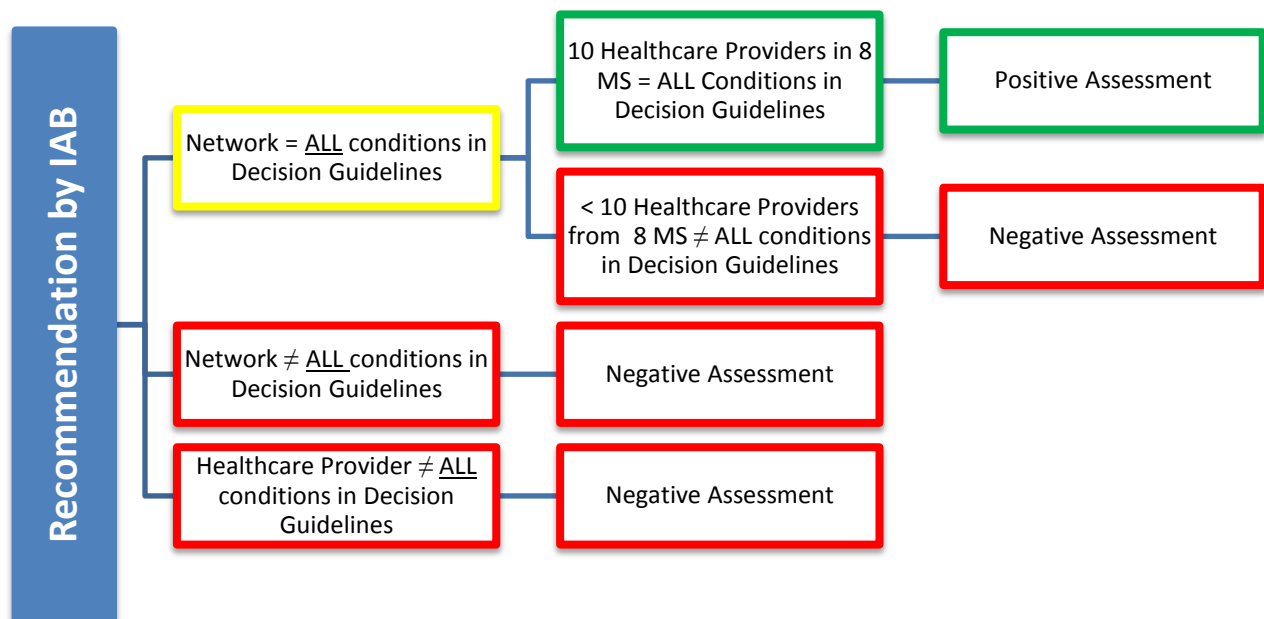 Recommendation by IAB
Network = ALL conditions in
Decision Guidelines
10 Healthcare Providers in 8
MS = ALL Conditions in
Decision Guidelines
Positive Assessment
< 10 Healthcare Providers
from 8 MS ≠ ALL conditions
in Decision Guidelines
Negative Assessment
Network ≠ ALL conditions in
Decision Guidelines
Negative Assessment
Healthcare Provider ≠ ALL
conditions in Decision
Guidelines
Negative Assessment